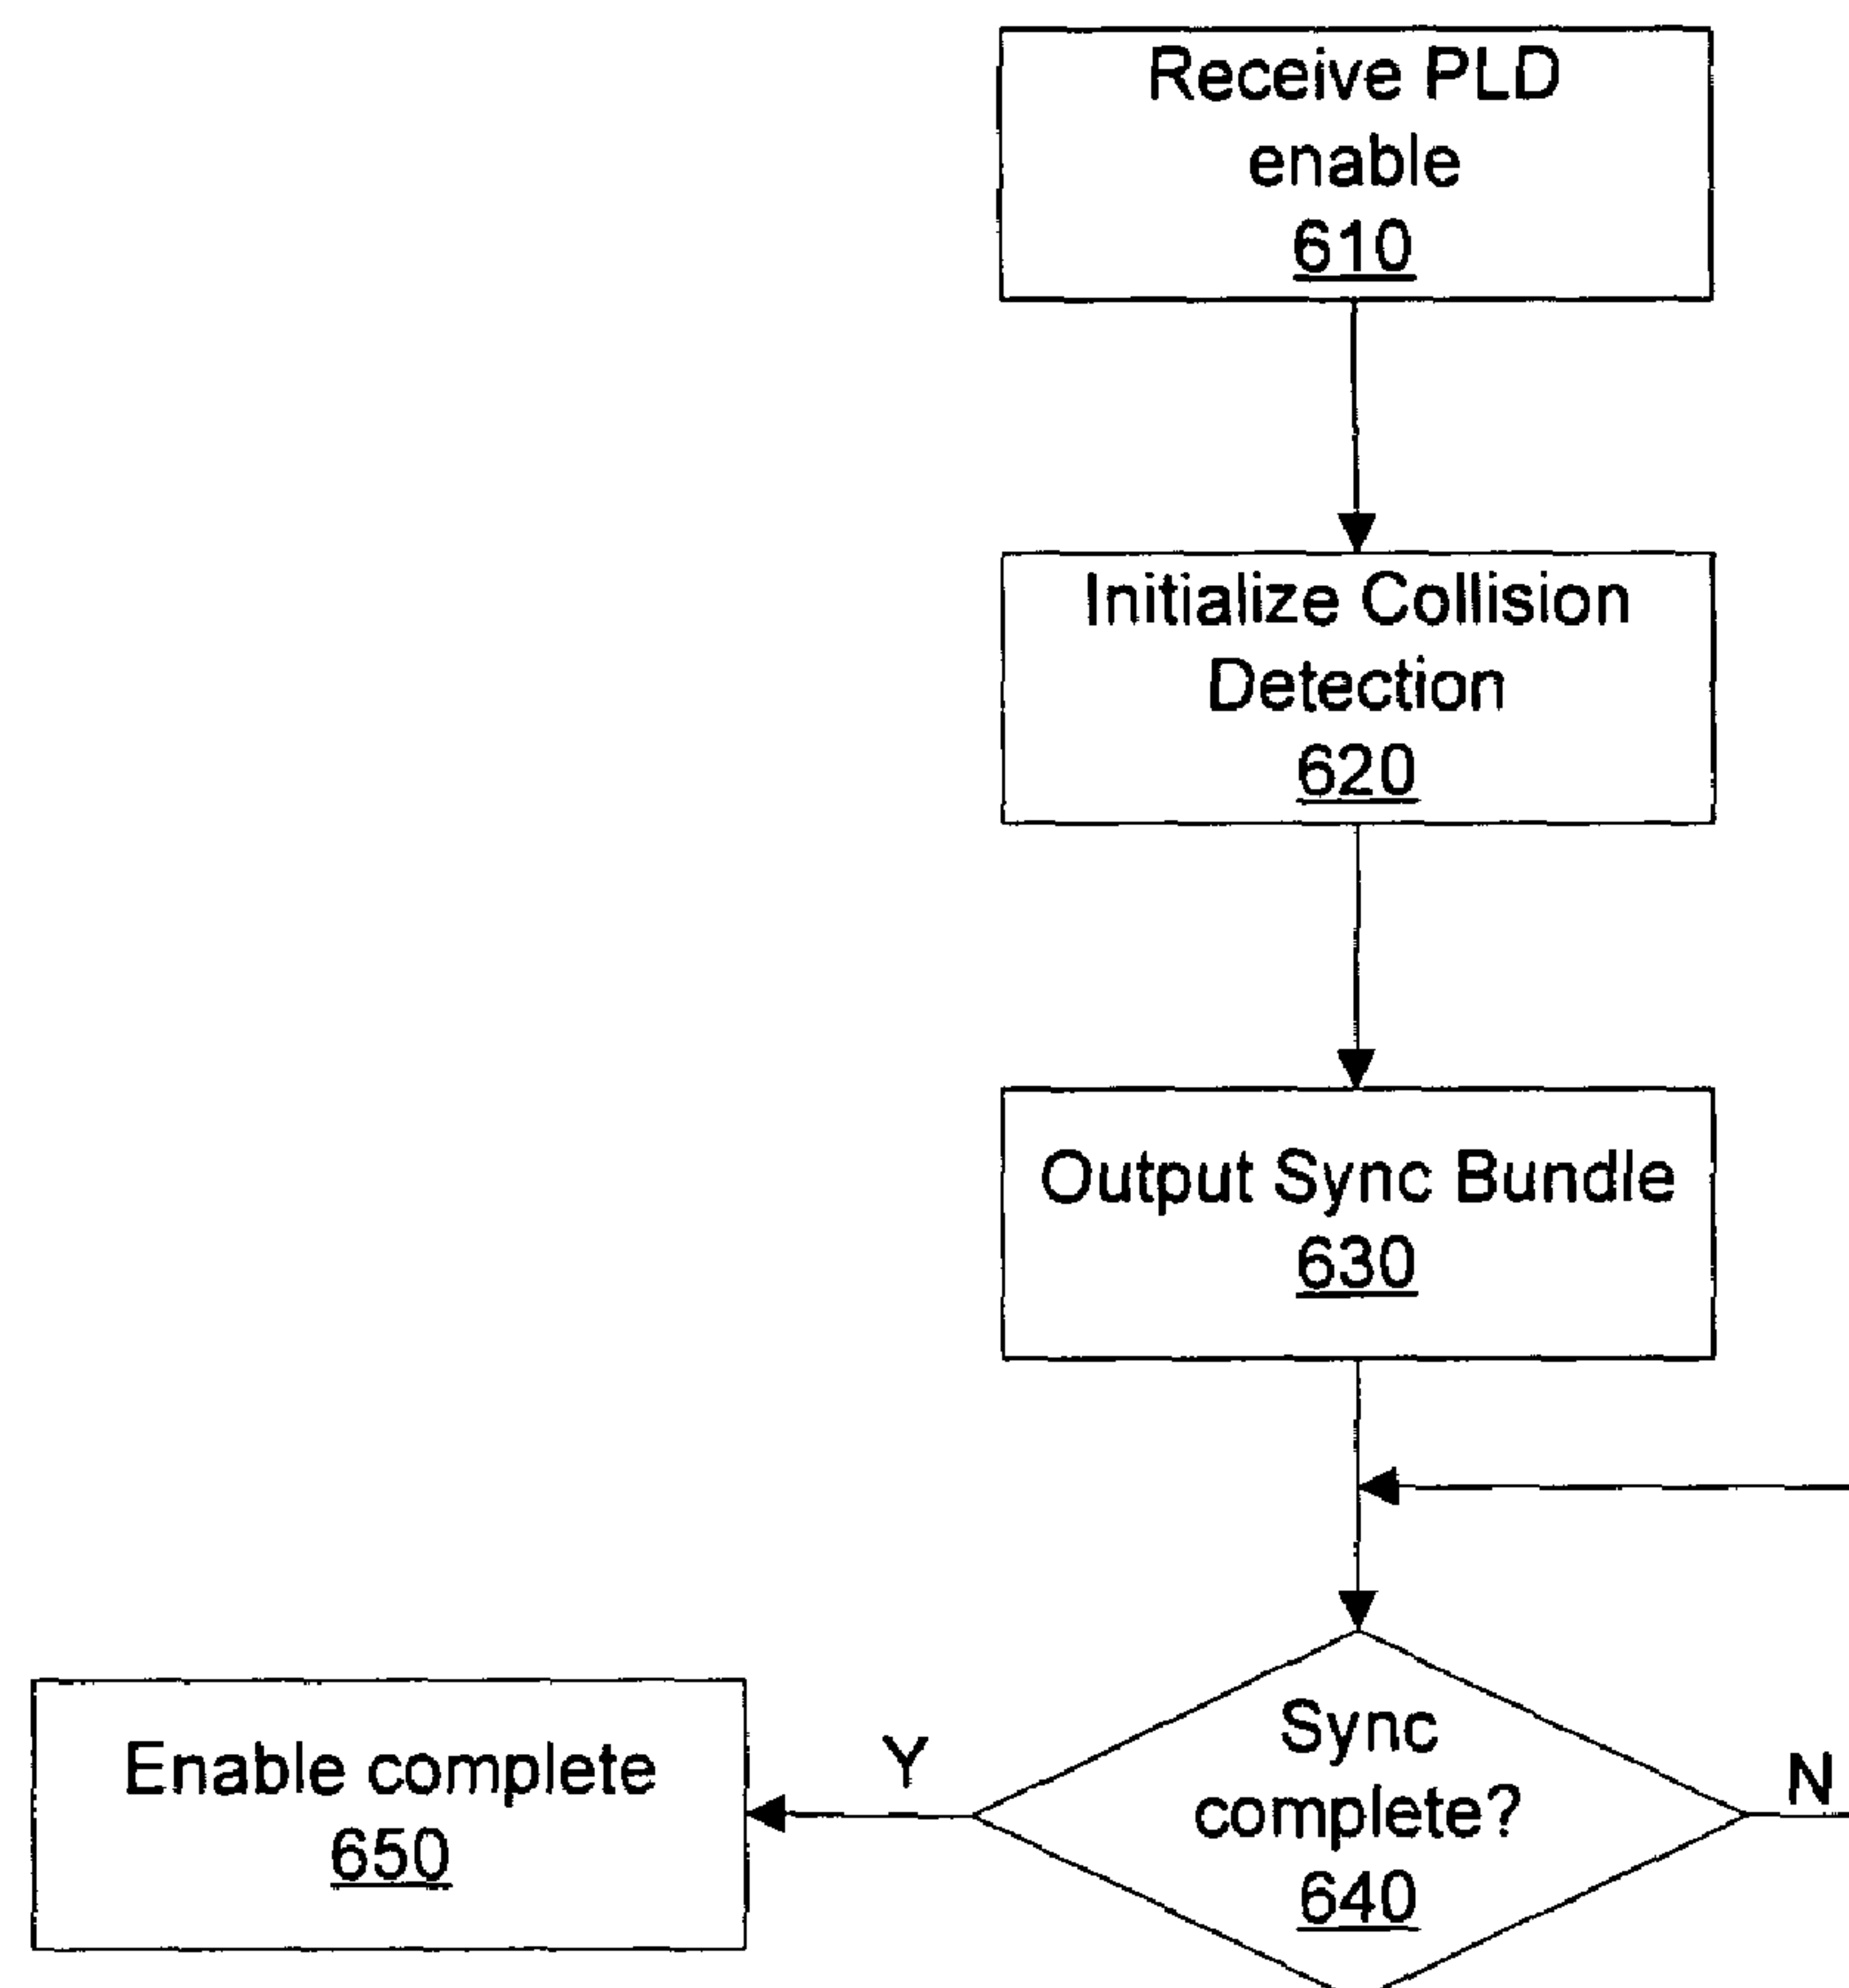 Receive PLD
enable
610
Initialize Collision
Detection
620
Output Sync Bundle
630
Sync
complete?
640
Y
N
Enable complete
650